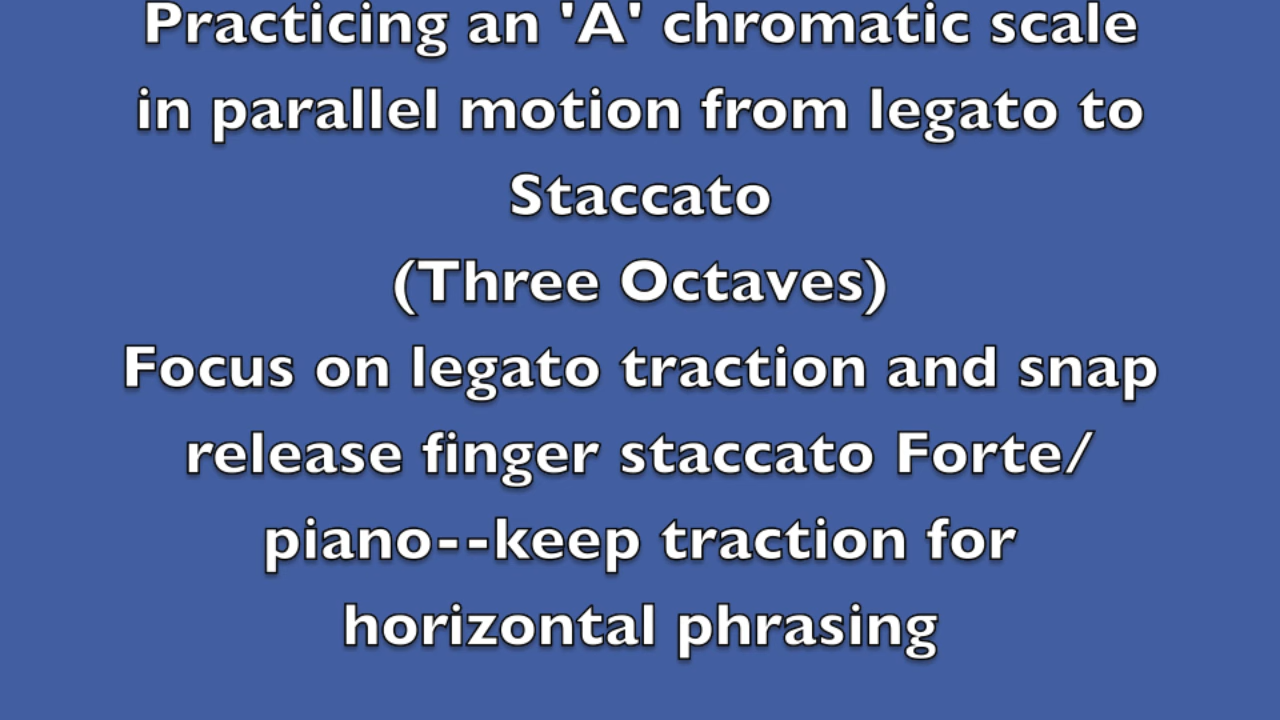 Practicing an 'A' chromatic scale
in parallel motion from legato to
Staccato
(Three Octaves)
Focus on legato traction and snap
release finger staccato Forte/
piano--keep traction for
horizontal phrasing